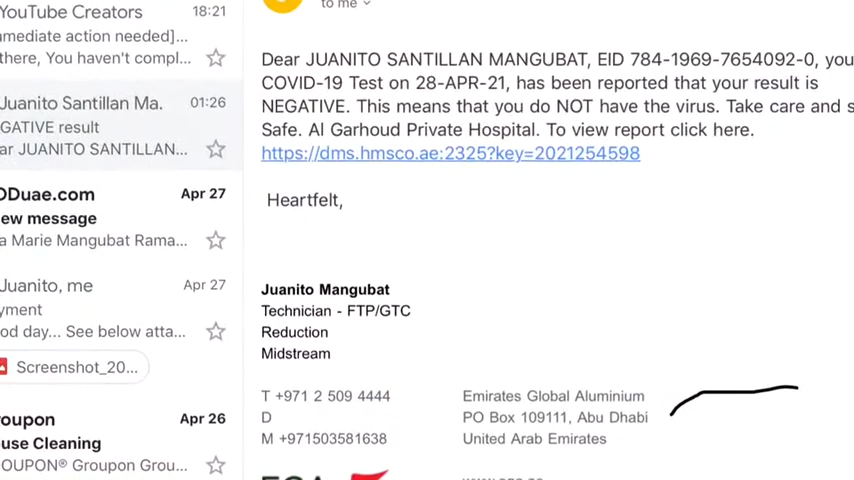 YouTube Creators 18:21
mmediate action needed]...
there, You haven't compl...
Juanito Santillan Ma. 01:26
GATIVE result
ar JUANITO SANTILLAN...
Duae.com Apr 27
ew message
a Marie Mangubat Rama...
Juanito, me Apr 27
yment
od day... See below atta...
Screenshot_20...
roupon Apr 26
use Cleaning
OUPON® Groupon Grou...
to me
Dear JUANITO SANTILLAN MANGUBAT, EID 784-1969-7654092-0, you
COVID-19 Test on 28-APR-21, has been reported that your result is
NEGATIVE. This means that you do NOT have the virus. Take care and s
Safe. Al Garhoud Private Hospital. To view report click here.
https://dms.hmsco.ae:2325?key=2021254598
Heartfelt,
Juanito Mangubat
Technician - FTP/GTC
Reduction
Midstream
T +971 2 509 4444
D
M +971503581638
Emirates Global Aluminium
PO Box 109111, Abu Dhabi
United Arab Emirates